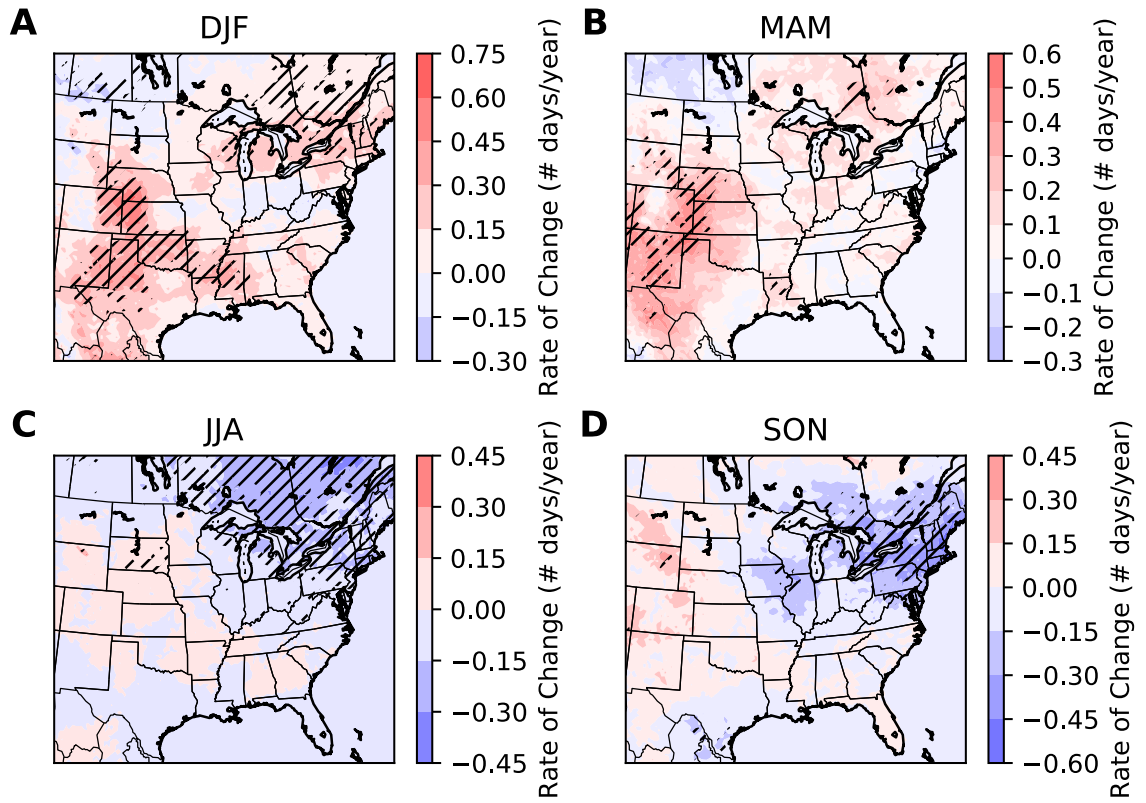 A
DJF
0.75
0.60
0.45
0.30
0.15
0.00
−0.15
−0.30
Rate of Change (# days/year)
B
MAM
0.6
0.5
0.4
0.3
0.2
0.1
0.0
−0.1
−0.2
−0.3
Rate of Change (# days/year)
C
JJA
0.45
0.30
0.15
0.00
−0.15
−0.30
−0.45
Rate of Change (# days/year)
D
SON
0.45
0.30
0.15
0.00
−0.15
−0.30
−0.45
−0.60
Rate of Change (# days/year)